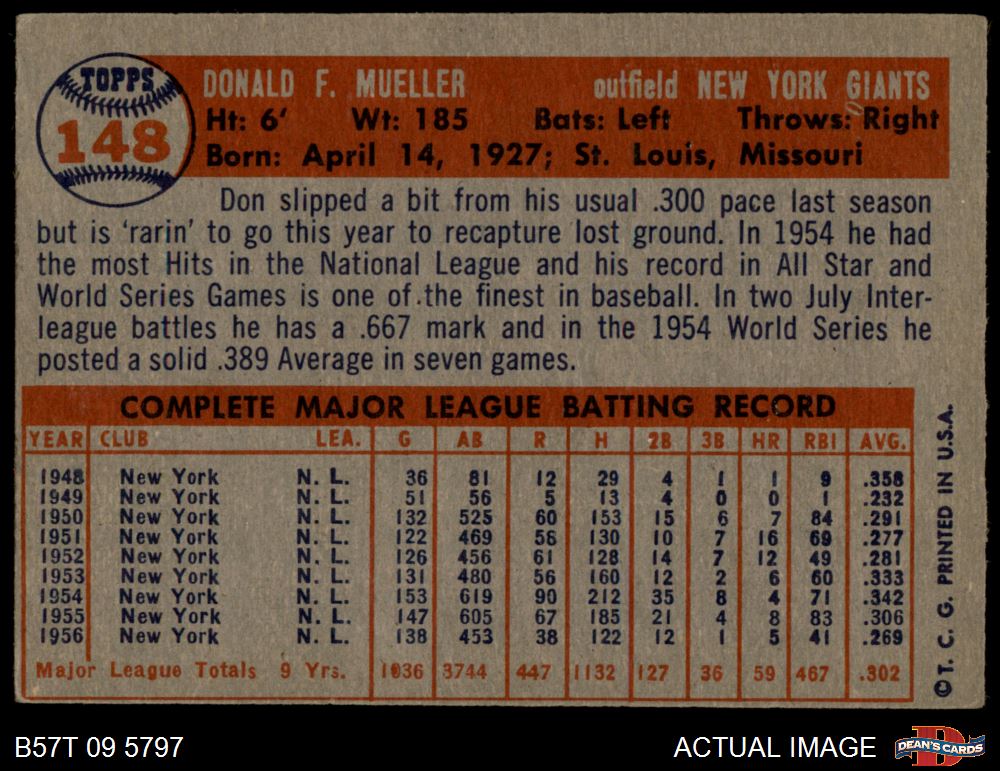 TOPPS
148
DONALD F. MUELLER outfield NEW YORK GIANTS
Ht: 6' Wt: 185 Bats: Left Throws: Right
Born: April 14, 1927; St. Louis, Missouri
Don slipped a bit from his usual .300 pace last season
but is 'rarin' to go this year to recapture lost ground. In 1954 he had
the most Hits in the National League and his record in All Star and
World Series Games is one of the finest in baseball. In two July Inter-
league battles he has a .667 mark and in the 1954 World Series he
posted a solid .389 Average in seven games.
COMPLETE MAJOR LEAGUE BATTING RECORD
YEAR CLUB LEA. G AB R H 2B 3B HR RBI AVG.
1948 New York N. L. 36 81 12 29 4 1 1 9 .358
1949 New York N. L. 51 56 5 13 4 0 0 1 .232
1950 New York N. L. 132 525 60 153 15 6 7 84 .291
1951 New York N. L. 122 469 58 130 10 7 16 69 .277
1952 New York N. L. 126 456 61 128 14 7 12 49 .281
1953 New York N. L. 131 480 56 160 12 2 6 60 .333
1954 New York N. L. 153 619 90 212 35 8 4 71 .342
1955 New York N. L. 147 605 67 185 21 4 8 83 .306
1956 New York N. L. 138 453 38 122 12 1 5 41 .269
Major League Totals 9 Yrs. 1036 3744 447 1132 127 36 59 467 .302
© T. C. G. PRINTED IN U.S.A.
B57T 09 5797
ACTUAL IMAGE
DEAN'S CARDS